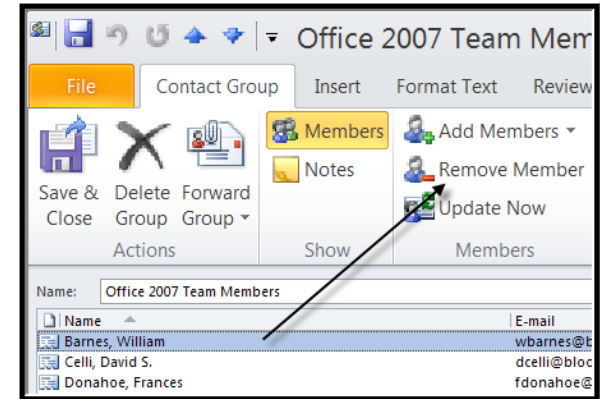 Office 2007 Team Mem
File Contact Group Insert Format Text Review
Save & Close Delete Group Forward Group Members Notes Add Members Remove Member Update Now
Actions Show Members
Name: Office 2007 Team Members
Name E-mail
Barnes, William wbarnes@b
Celli, David S. dcelli@bloc
Donahoe, Frances fdonahoe@